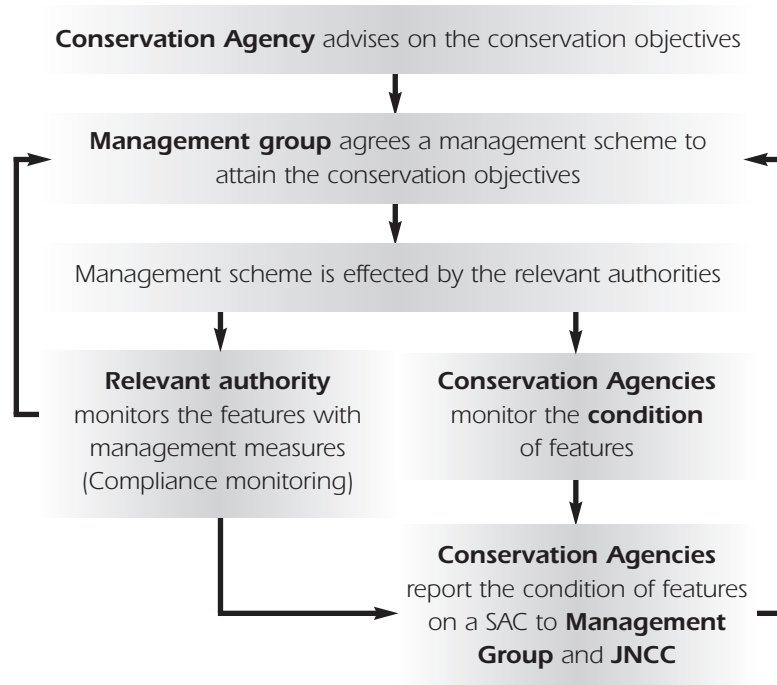 Conservation Agency advises on the conservation objectives
Management group agrees a management scheme to
attain the conservation objectives
Management scheme is effected by the relevant authorities
Relevant authority
monitors the features with
management measures
(Compliance monitoring)
Conservation Agencies
monitor the condition
of features
Conservation Agencies
report the condition of features
on a SAC to Management
Group and JNCC